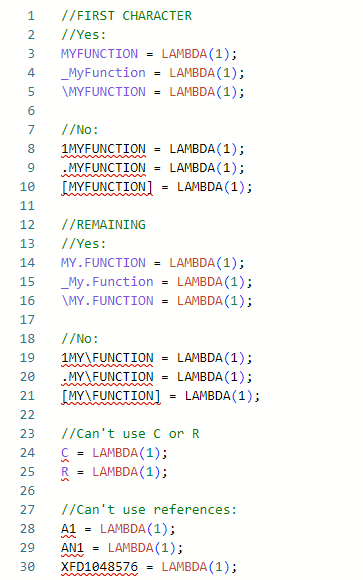 1 //FIRST CHARACTER
2 //Yes:
3 MYFUNCTION = LAMBDA(1);
4 _MyFunction = LAMBDA(1);
5 \MYFUNCTION = LAMBDA(1);
6
7 //No:
8 1MYFUNCTION = LAMBDA(1);
9 .MYFUNCTION = LAMBDA(1);
10 [MYFUNCTION] = LAMBDA(1);
11
12 //REMAINING
13 //Yes:
14 MY.FUNCTION = LAMBDA(1);
15 _My.Function = LAMBDA(1);
16 \MY.FUNCTION = LAMBDA(1);
17
18 //No:
19 1MY\FUNCTION = LAMBDA(1);
20 .MY\FUNCTION = LAMBDA(1);
21 [MY\FUNCTION] = LAMBDA(1);
22
23 //Can't use C or R
24 C = LAMBDA(1);
25 R = LAMBDA(1);
26
27 //Can't use references:
28 A1 = LAMBDA(1);
29 AN1 = LAMBDA(1);
30 XFD1048576 = LAMBDA(1);